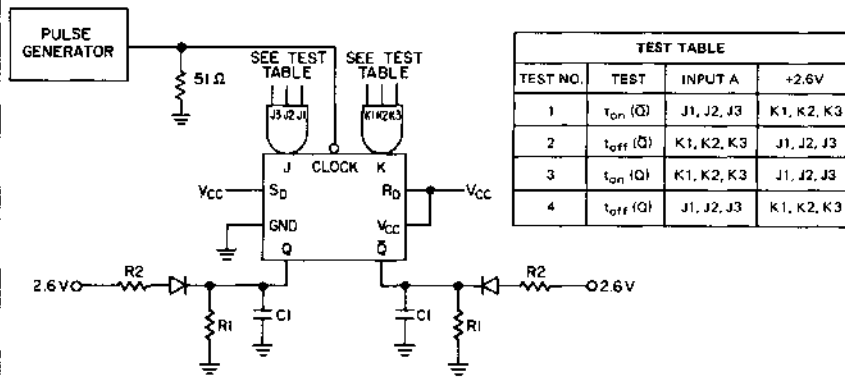 PULSE
GENERATOR
51 Ω
SEE TEST
TABLE
SEE TEST
TABLE
J3 J2 J1
K1 K2 K3
J CLOCK K
VCC
SD
RD
VCC
GND
VCC
Q
Q̄
2.6V
R2
R1
C1
C1
R1
R2
2.6V
TEST TABLE
TEST NO. TEST INPUT A +2.6V
1 τon (Q̄) J1, J2, J3 K1, K2, K3
2 toff (Q̄) K1, K2, K3 J1, J2, J3
3 ton (Q) K1, K2, K3 J1, J2, J3
4 toff (Q) J1, J2, J3 K1, K2, K3